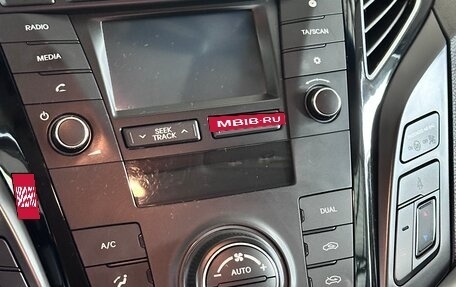 RADIO
TA/SCAN
MEDIA
SEEK
TRACK
MBIB-RU
DUAL
A/C
AUTO